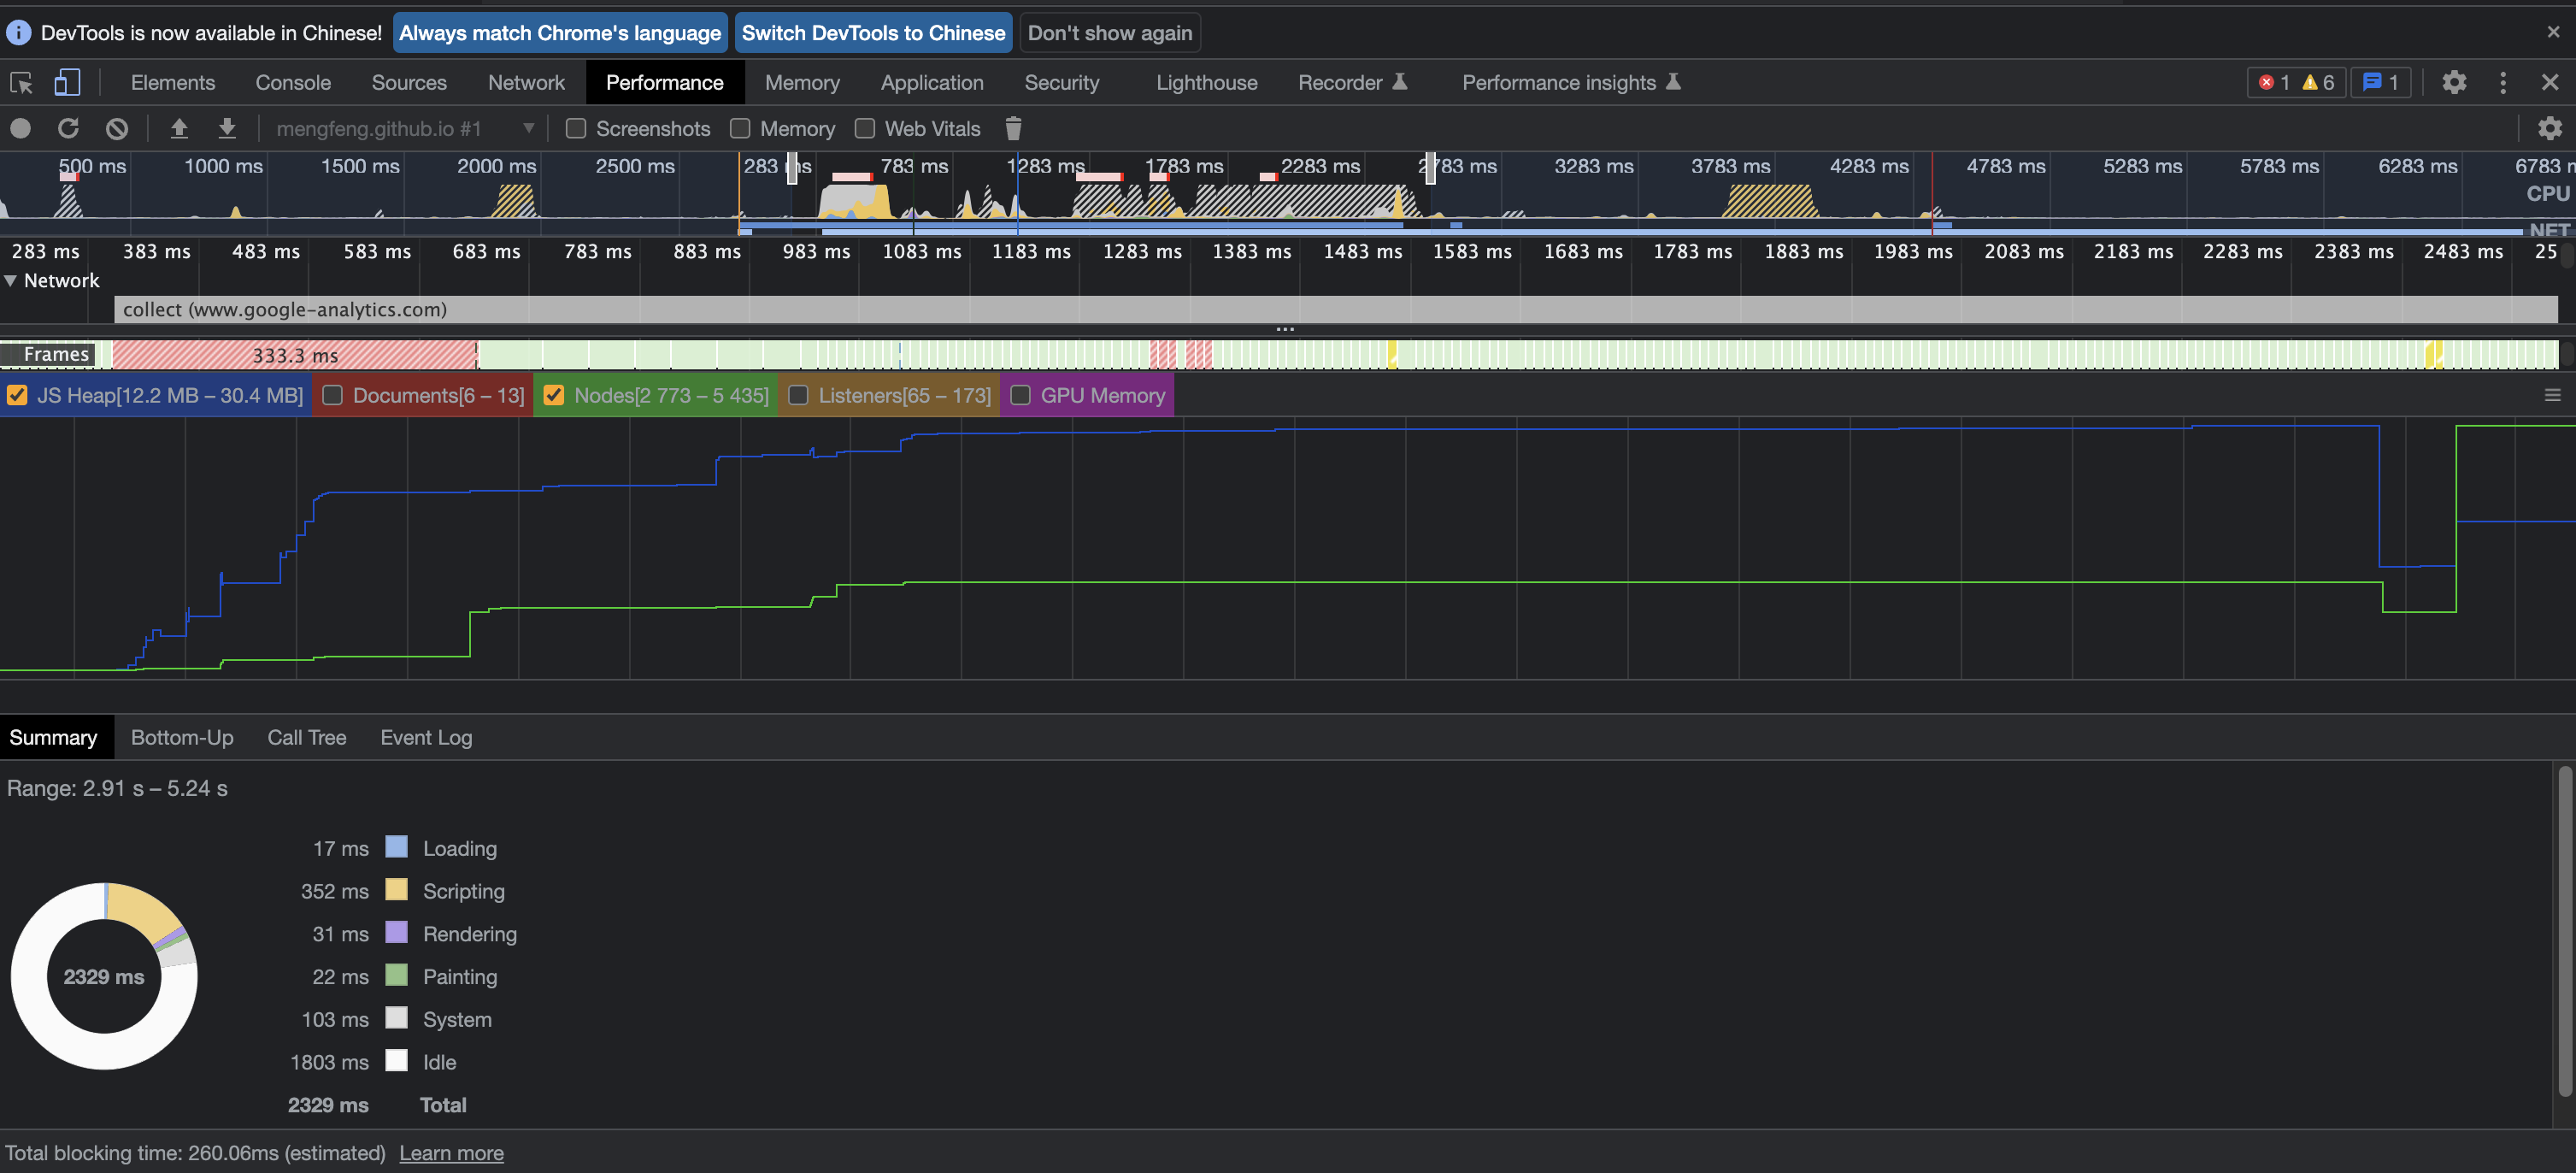 DevTools is now available in Chinese! Always match Chrome's language Switch DevTools to Chinese Don't show again
Elements Console Sources Network Performance Memory Application Security Lighthouse Recorder Performance insights 1 6 1
mengfeng.github.io #1 Screenshots Memory Web Vitals
500 ms 1000 ms 1500 ms 2000 ms 2500 ms 283 ms 783 ms 1283 ms 1783 ms 2283 ms 2783 ms 3283 ms 3783 ms 4283 ms 4783 ms 5283 ms 5783 ms 6283 ms 6783 m
CPU
NET
283 ms 383 ms 483 ms 583 ms 683 ms 783 ms 883 ms 983 ms 1083 ms 1183 ms 1283 ms 1383 ms 1483 ms 1583 ms 1683 ms 1783 ms 1883 ms 1983 ms 2083 ms 2183 ms 2283 ms 2383 ms 2483 ms 25
Network
collect (www.google-analytics.com)
...
Frames 333.3 ms
JS Heap[12.2 MB – 30.4 MB] Documents[6 – 13] Nodes[2 773 – 5 435] Listeners[65 – 173] GPU Memory
Summary Bottom-Up Call Tree Event Log
Range: 2.91 s – 5.24 s
17 ms Loading
352 ms Scripting
31 ms Rendering
2329 ms
22 ms Painting
103 ms System
1803 ms Idle
2329 ms Total
Total blocking time: 260.06ms (estimated) Learn more